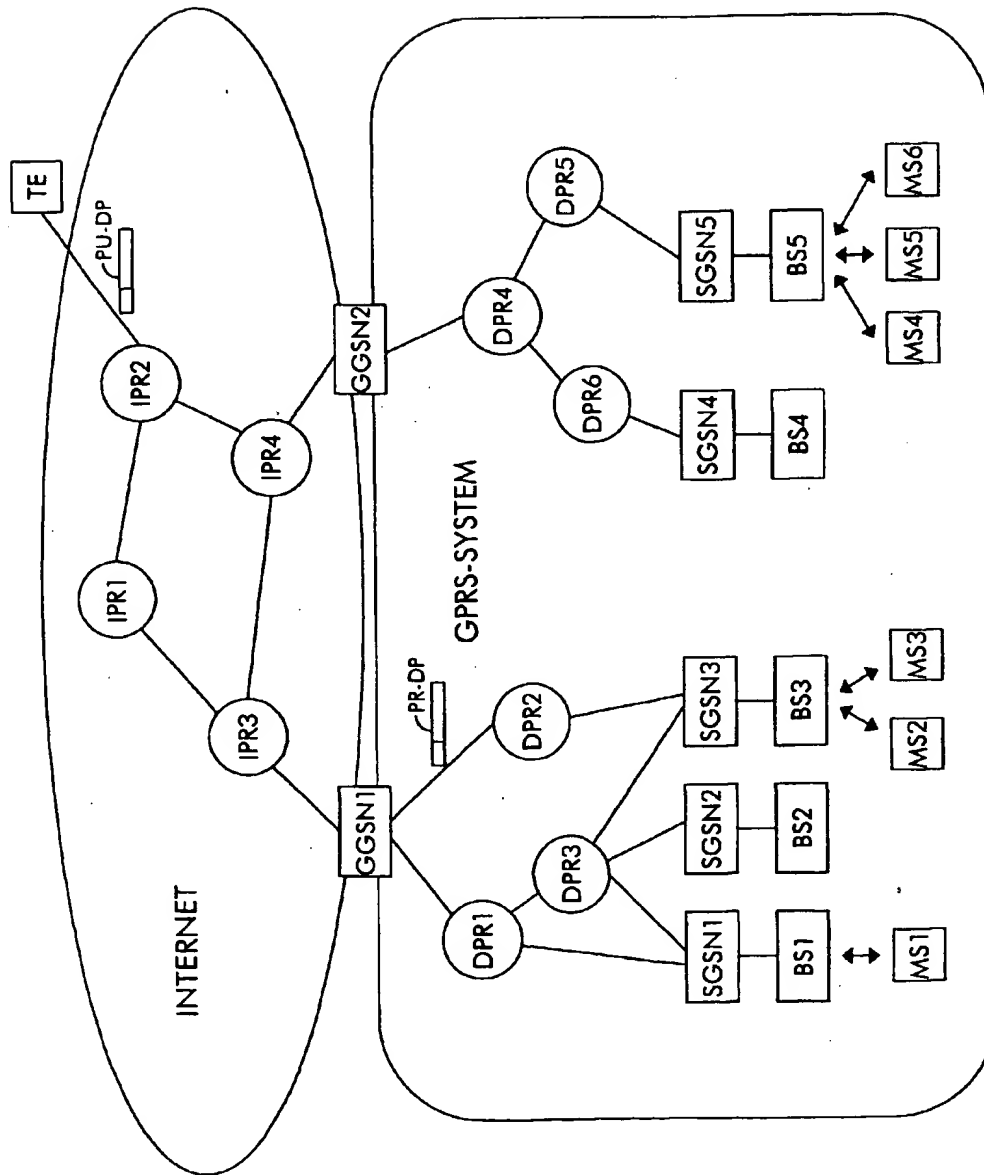 TE
PU-DP
INTERNET
IPR1
IPR2
IPR3
IPR4
GGSN1
GGSN2
PR-DP
GPRS-SYSTEM
DPR1
DPR3
DPR2
DPR6
DPR4
DPR5
SGSN1
SGSN2
SGSN3
SGSN4
SGSN5
BS1
BS2
BS3
BS4
BS5
MS1
MS2
MS3
MS4
MS5
MS6